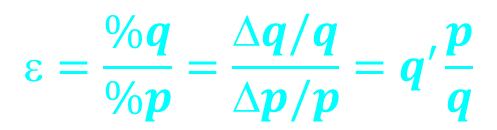 ε = %q / %p = Δq/q / Δp/p = q′ p / q